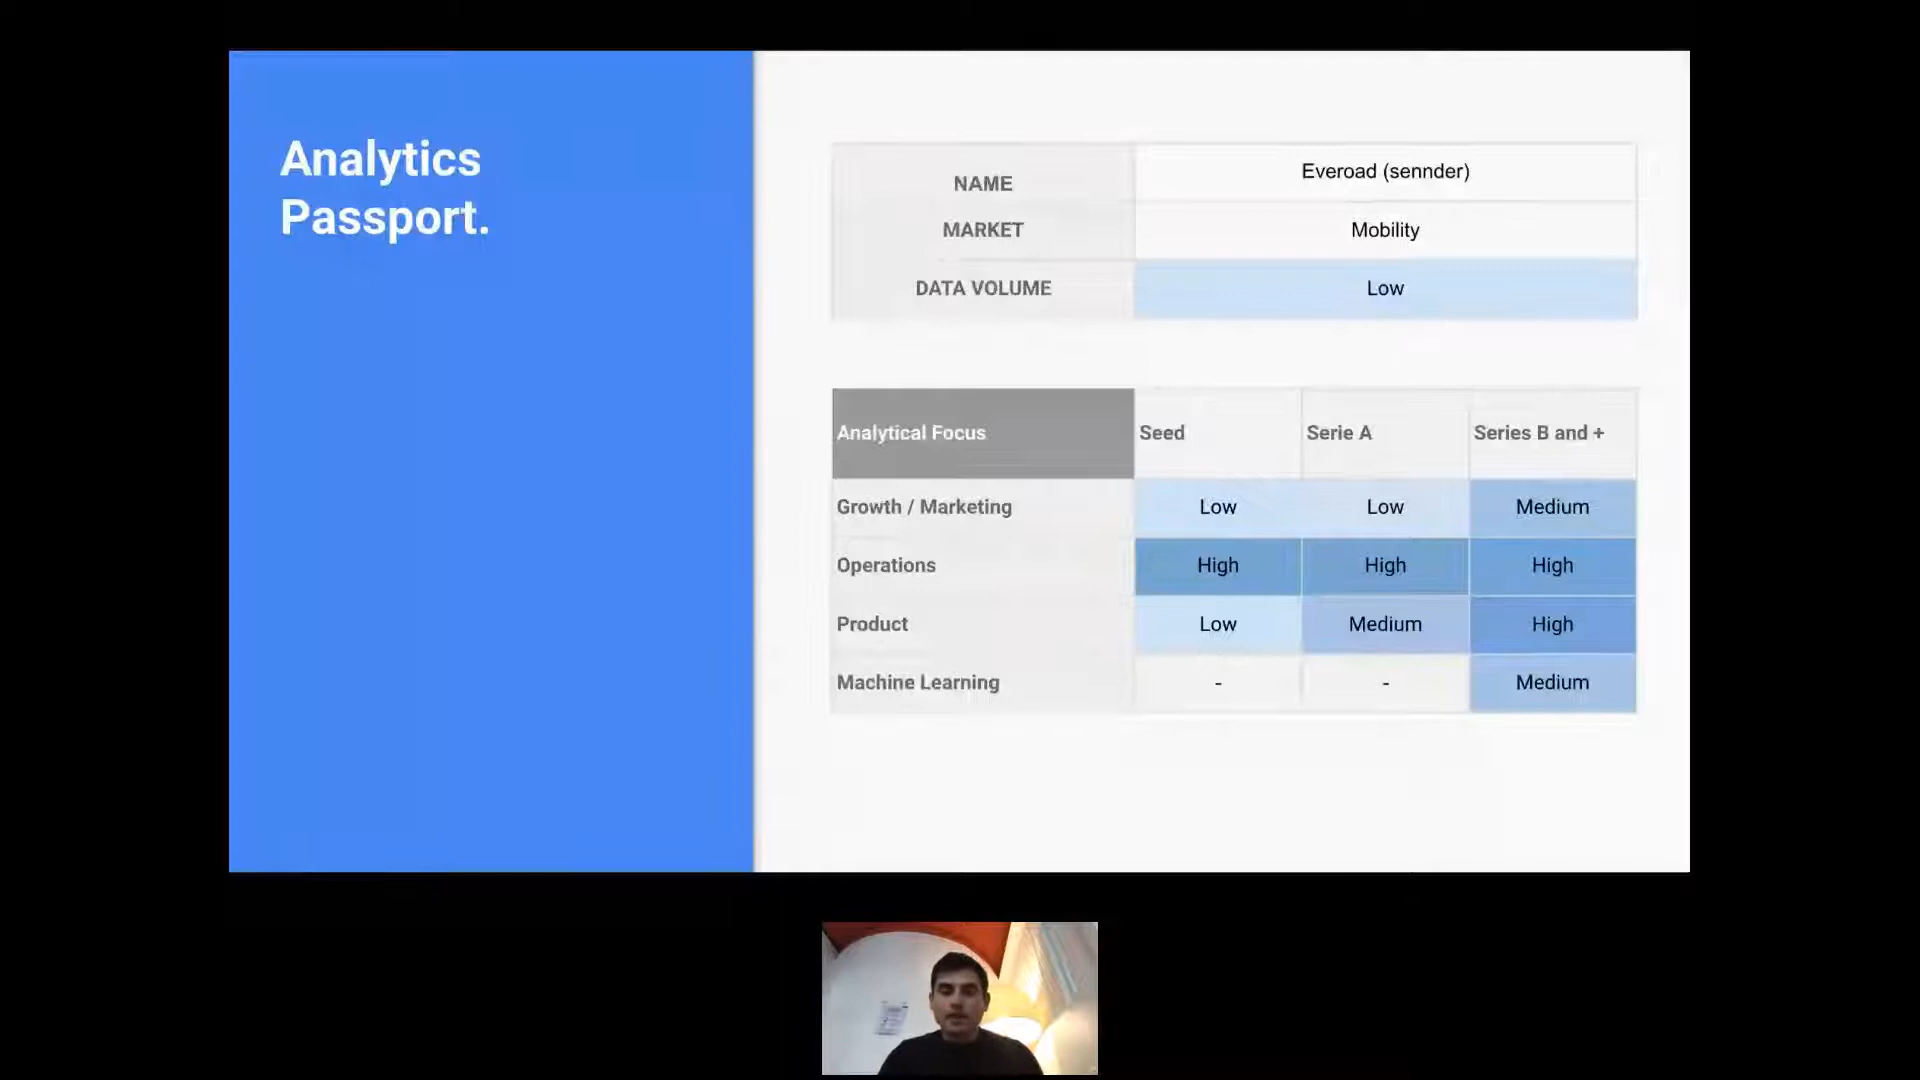 Analytics
Passport.
NAME Everoad (sennder)
MARKET Mobility
DATA VOLUME Low
Analytical Focus Seed Serie A Series B and +
Growth / Marketing Low Low Medium
Operations High High High
Product Low Medium High
Machine Learning - - Medium